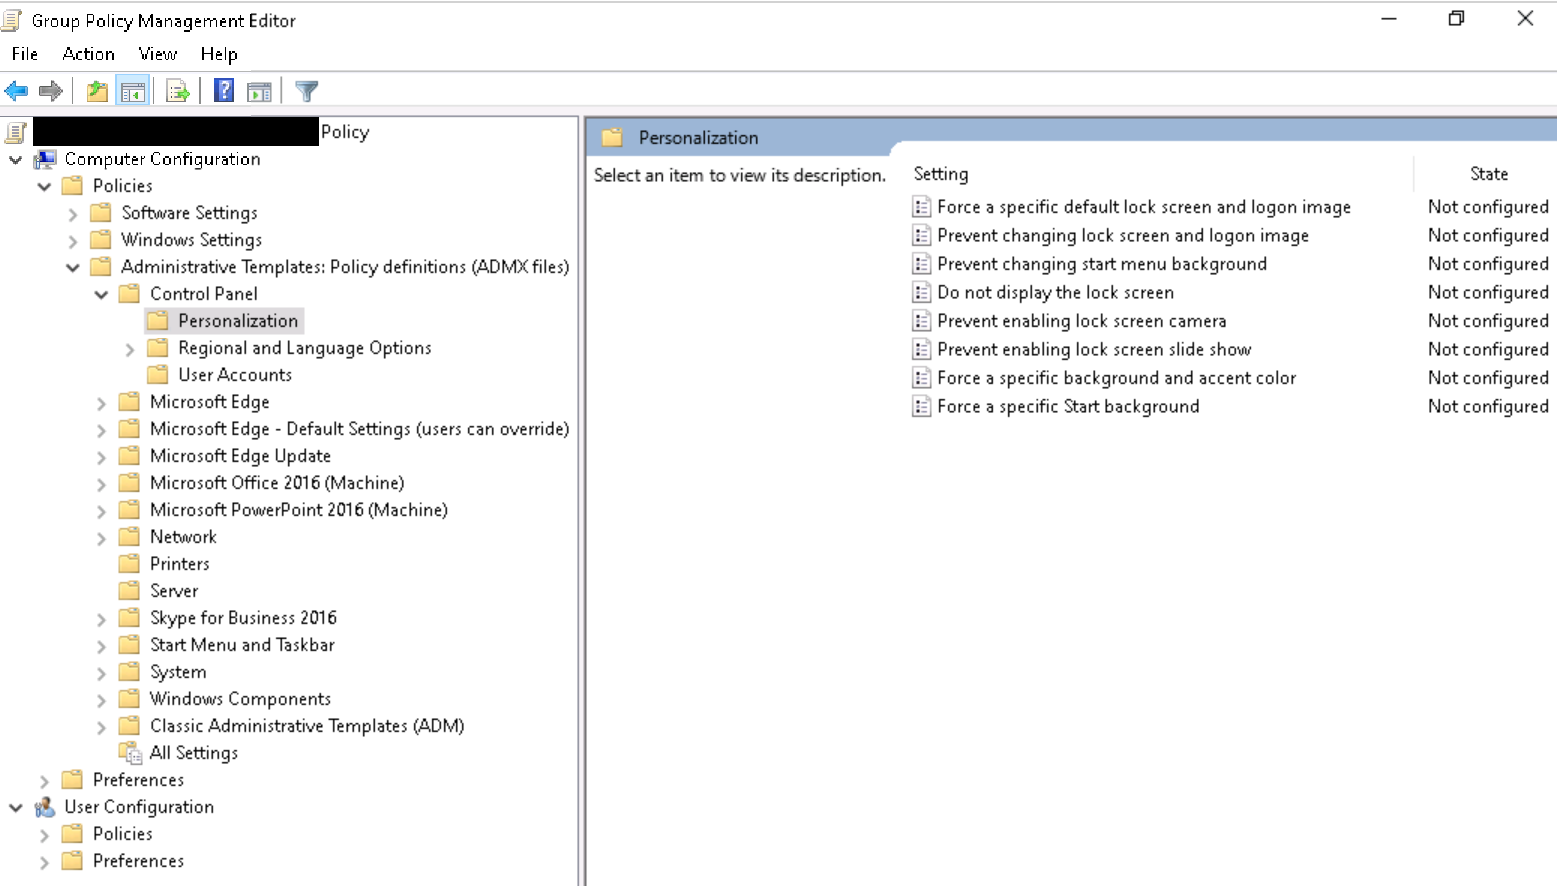 Group Policy Management Editor
File Action View Help
Policy
Computer Configuration
Policies
Software Settings
Windows Settings
Administrative Templates: Policy definitions (ADMX files)
Control Panel
Personalization
Regional and Language Options
User Accounts
Microsoft Edge
Microsoft Edge - Default Settings (users can override)
Microsoft Edge Update
Microsoft Office 2016 (Machine)
Microsoft PowerPoint 2016 (Machine)
Network
Printers
Server
Skype for Business 2016
Start Menu and Taskbar
System
Windows Components
Classic Administrative Templates (ADM)
All Settings
Preferences
User Configuration
Policies
Preferences
Personalization
Select an item to view its description.
Setting State
Force a specific default lock screen and logon image Not configured
Prevent changing lock screen and logon image Not configured
Prevent changing start menu background Not configured
Do not display the lock screen Not configured
Prevent enabling lock screen camera Not configured
Prevent enabling lock screen slide show Not configured
Force a specific background and accent color Not configured
Force a specific Start background Not configured